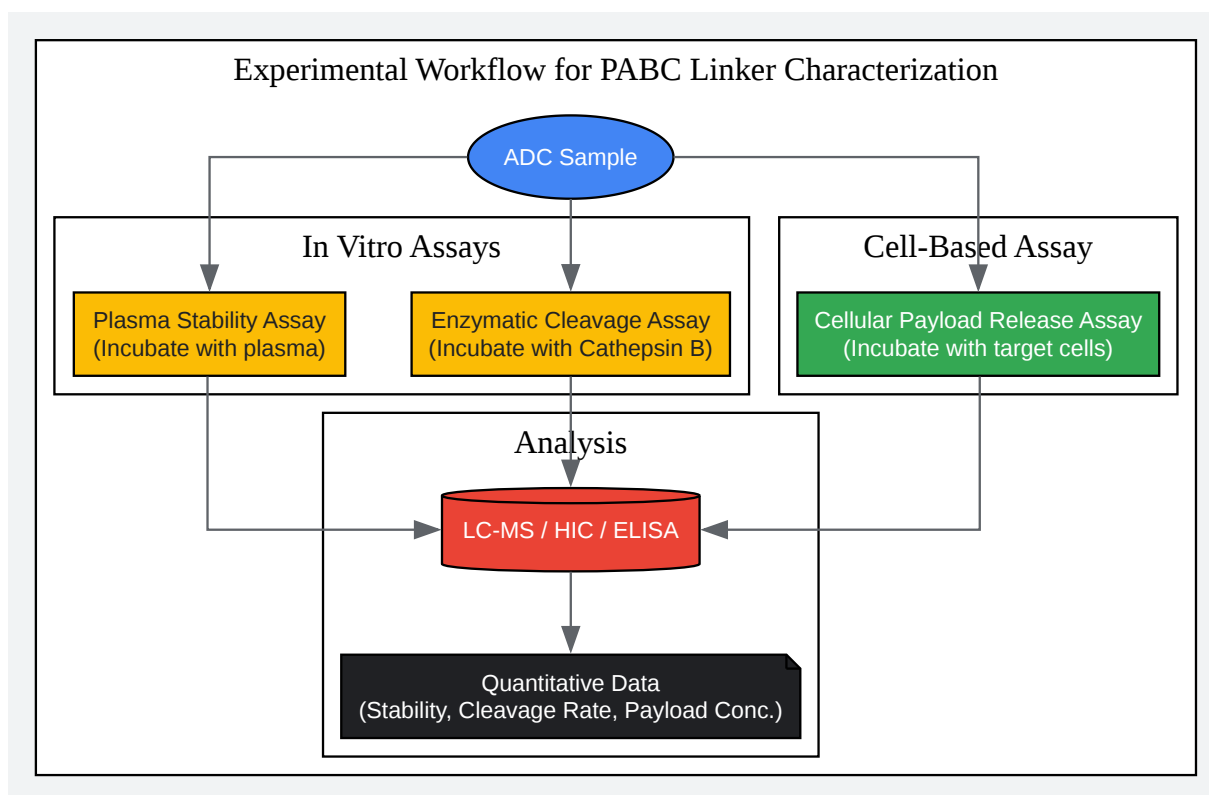 Experimental Workflow for PABC Linker Characterization
ADC Sample
In Vitro Assays
Cell-Based Assay
Plasma Stability Assay
(Incubate with plasma)
Enzymatic Cleavage Assay
(Incubate with Cathepsin B)
Cellular Payload Release Assay
(Incubate with target cells)
Analysis
LC-MS / HIC / ELISA
Quantitative Data
(Stability, Cleavage Rate, Payload Conc.)